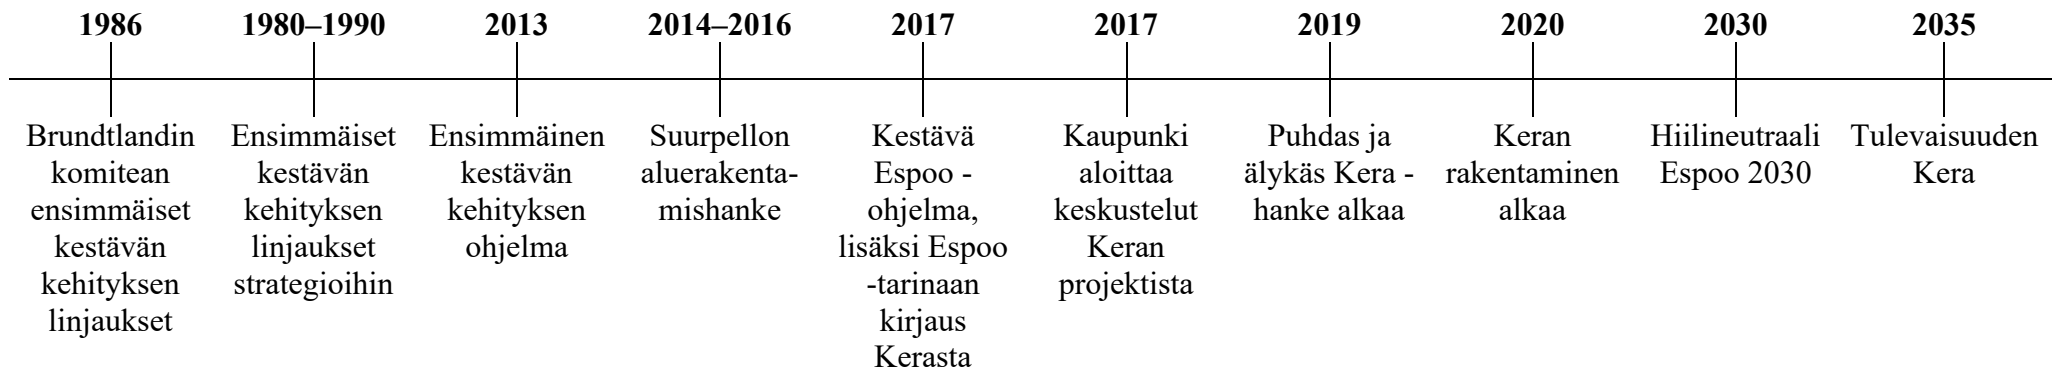 1986
1980–1990
2013
2014–2016
2017
2017
2019
2020
2030
2035
Brundtlandin
komitean
ensimmäiset
kestävän
kehityksen
linjaukset
Ensimmäiset
kestävän
kehityksen
linjaukset
strategioihin
Ensimmäinen
kestävän
kehityksen
ohjelma
Suurpellon
aluerakenta-
mishanke
Kestävä
Espoo -
ohjelma,
lisäksi Espoo
-tarinaan
kirjaus
Kerasta
Kaupunki
aloittaa
keskustelut
Keran
projektista
Puhdas ja
älykäs Kera -
hanke alkaa
Keran
rakentaminen
alkaa
Hiilineutraali
Espoo 2030
Tulevaisuuden
Kera